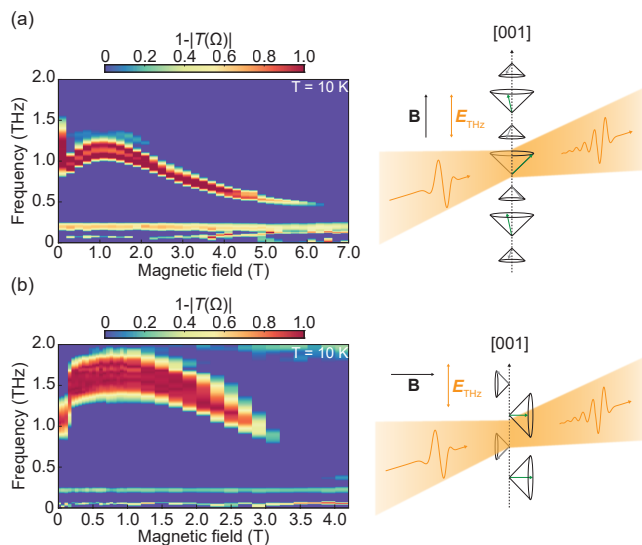 (a)
1-|T(Ω)|
0 0.2 0.4 0.6 0.8 1.0
T = 10 K
Frequency (THz)
2.0
1.5
1.0
0.5
0
0 1.0 2.0 3.0 4.0 5.0 6.0 7.0
Magnetic field (T)
[001]
B
E_THz
(b)
1-|T(Ω)|
0 0.2 0.4 0.6 0.8 1.0
T = 10 K
Frequency (THz)
2.0
1.5
1.0
0.5
0
0 0.5 1.0 1.5 2.0 2.5 3.0 3.5 4.0
Magnetic field (T)
[001]
B
E_THz